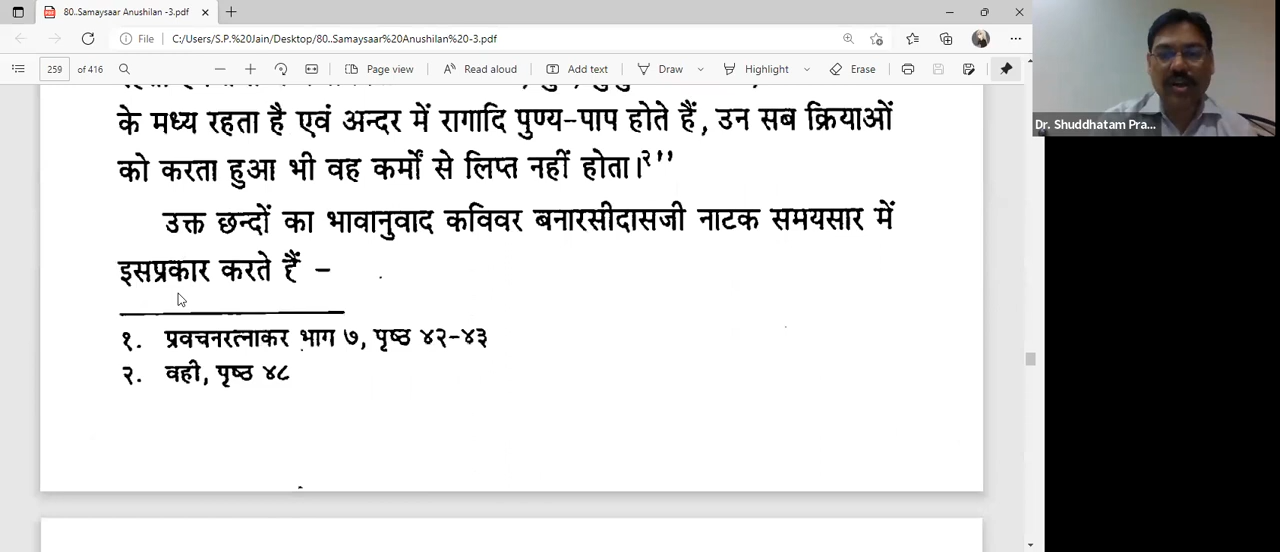 80..Samaysaar Anushilan -3.pdf
File C:/Users/S.P.%20Jain/Desktop/80..Samaysaar%20Anushilan%20-3.pdf
259 of 416 Page view Read aloud Add text Draw Highlight Erase
के मध्य रहता है एवं अन्दर में रागादि पुण्य-पाप होते हैं, उन सब क्रियाओं
को करता हुआ भी वह कर्मों से लिप्त नहीं होता।२''
उक्त छन्दों का भावानुवाद कविवर बनारसीदासजी नाटक समयसार में
इसप्रकार करते हैं -
१. प्रवचनरत्नाकर भाग ७, पृष्ठ ४२-४३
२. वही, पृष्ठ ४८
Dr. Shuddhatam Pra...